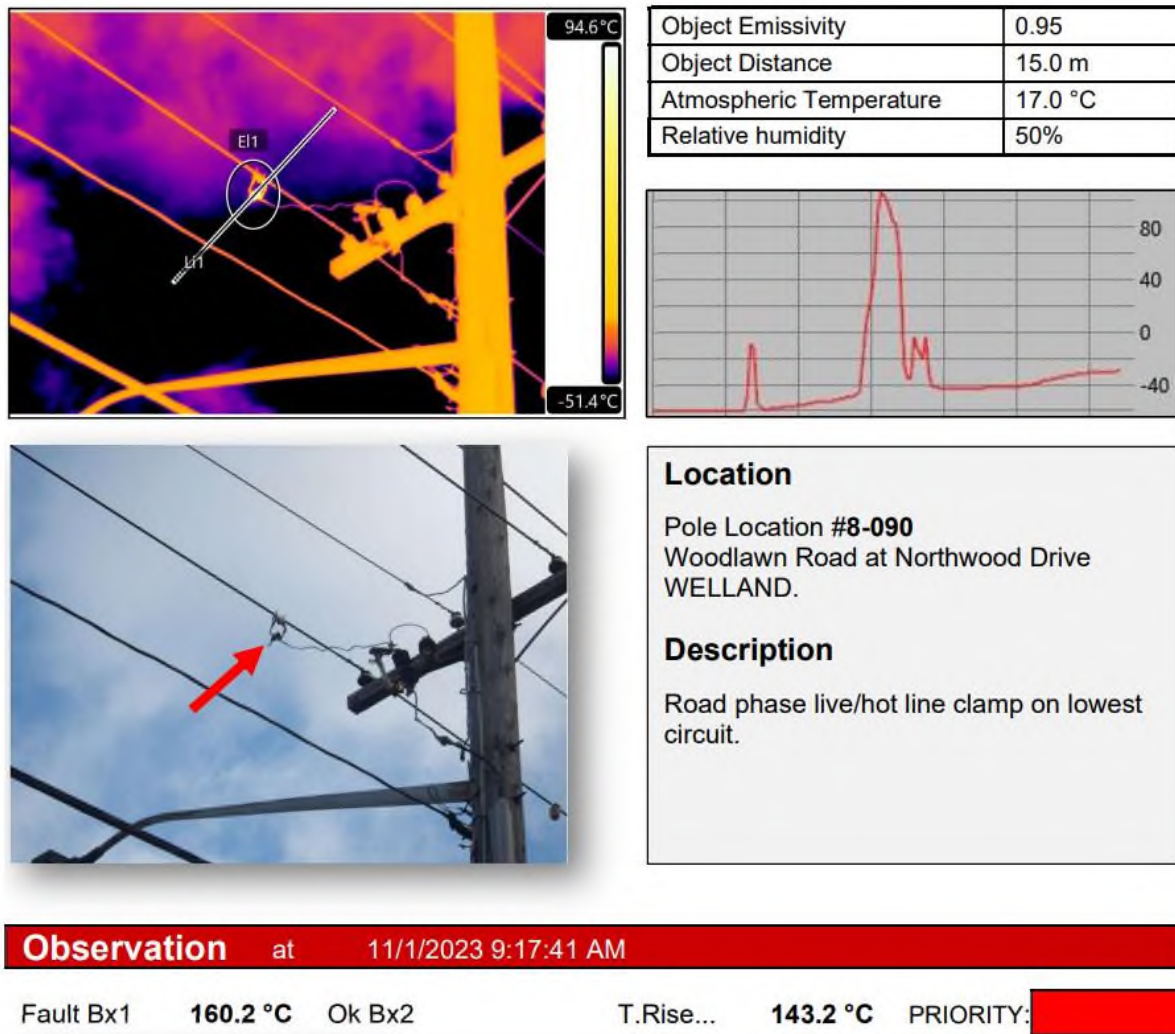 94.6°C
El1
Li1
-51.4°C
Object Emissivity 0.95
Object Distance 15.0 m
Atmospheric Temperature 17.0 °C
Relative humidity 50%
80
40
0
-40
Location
Pole Location #8-090
Woodlawn Road at Northwood Drive
WELLAND.
Description
Road phase live/hot line clamp on lowest
circuit.
Observation at 11/1/2023 9:17:41 AM
Fault Bx1 160.2 °C Ok Bx2 T.Rise... 143.2 °C PRIORITY: